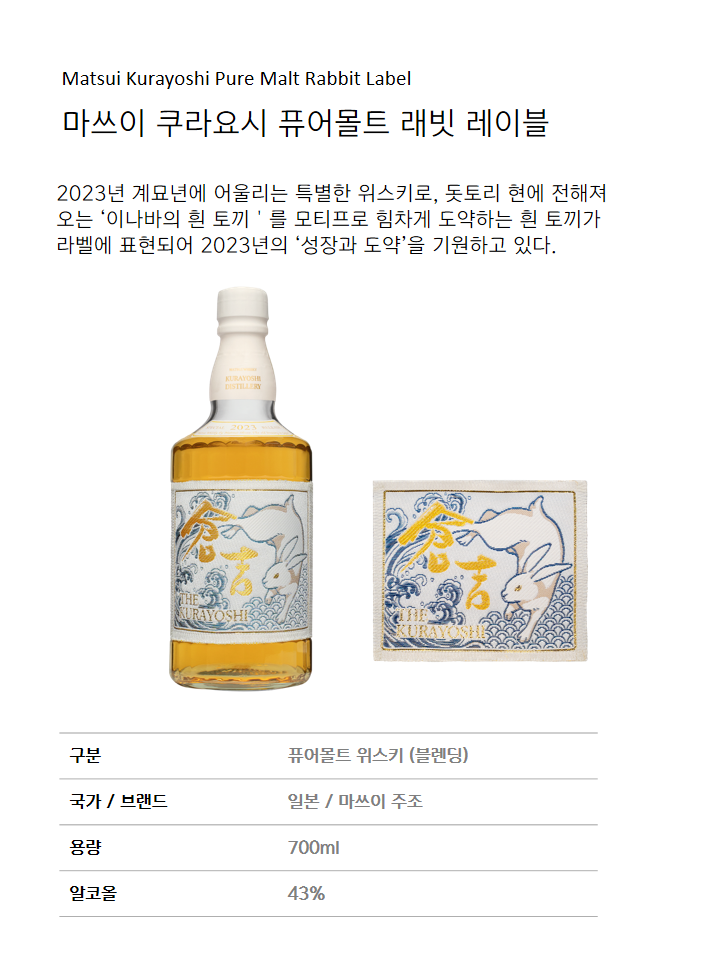 Matsui Kurayoshi Pure Malt Rabbit Label
마쓰이 쿠라요시 퓨어몰트 래빗 레이블
2023년 계묘년에 어울리는 특별한 위스키로, 돗토리 현에 전해져
오는 ‘이나바의 흰 토끼 ' 를 모티프로 힘차게 도약하는 흰 토끼가
라벨에 표현되어 2023년의 ‘성장과 도약’을 기원하고 있다.
KURAYOSHI
DISTILLERY
2023
倉吉
THE
KURAYOSHI
倉吉
THE
KURAYOSHI
구분 퓨어몰트 위스키 (블렌딩)
국가 / 브랜드 일본 / 마쓰이 주조
용량 700ml
알코올 43%